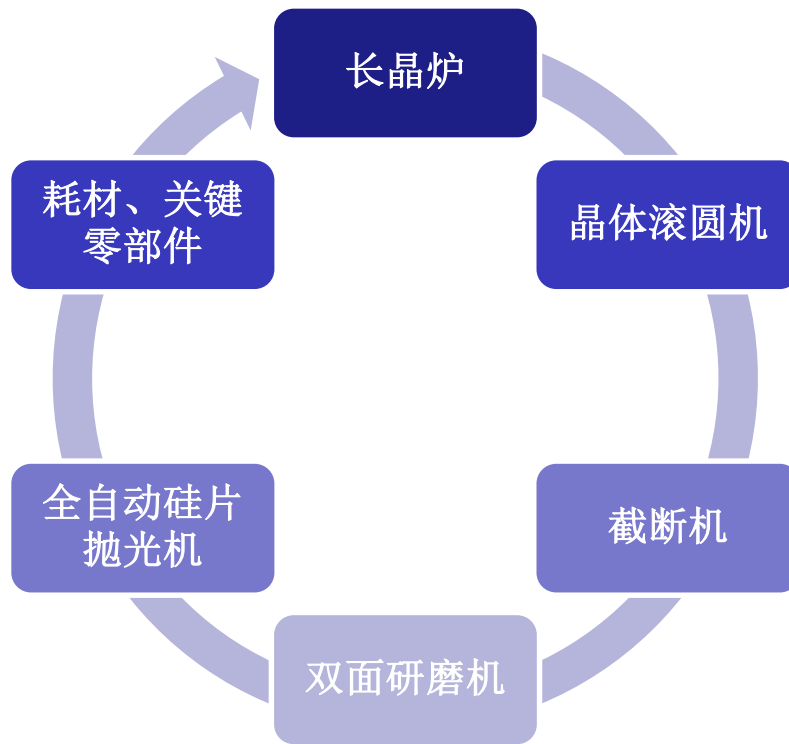 长晶炉
晶体滚圆机
截断机
双面研磨机
全自动硅片
抛光机
耗材、关键
零部件